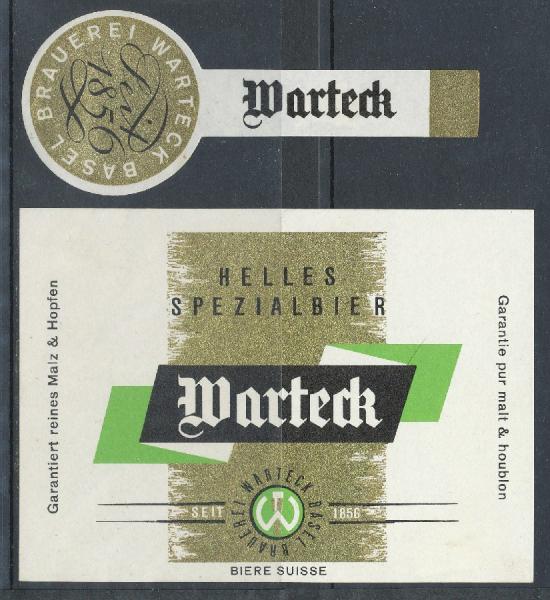 BRAUEREI WARTECK BASEL
Seit
1856
Warteck
HELLES
SPEZIALBIER
Warteck
Garantiert reines Malz & Hopfen
Garantie pur malt & houblon
BRAUEREI WARTECK BASEL
SEIT 1856
W
BIERE SUISSE